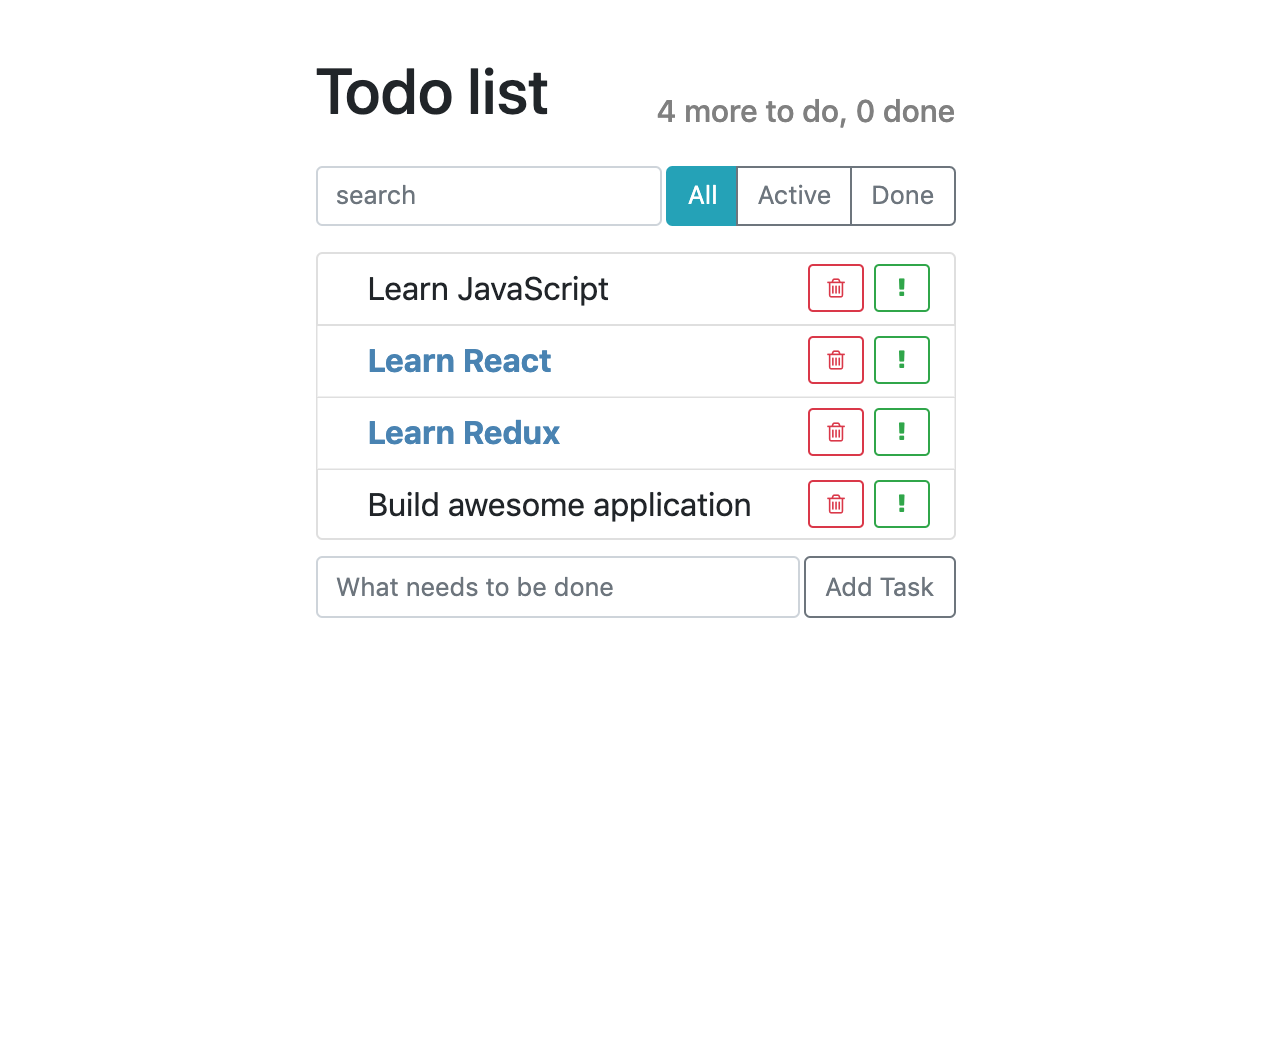 Todo list
4 more to do, 0 done
search
All Active Done
Learn JavaScript
Learn React
Learn Redux
Build awesome application
What needs to be done
Add Task